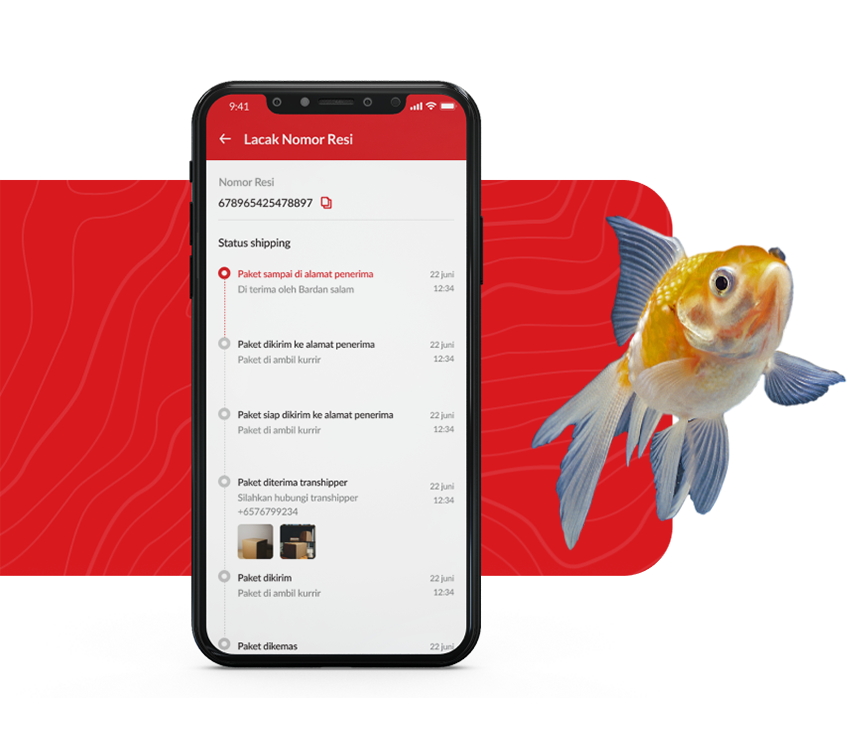 9:41
Lacak Nomor Resi
Nomor Resi
678965425478897
Status shipping
Paket sampai di alamat penerima 22 juni
Di terima oleh Bardan salam 12:34
Paket dikirim ke alamat penerima 22 juni
Paket di ambil kurrir 12:34
Paket siap dikirim ke alamat penerima 22 juni
Paket di ambil kurrir 12:34
Paket diterima transhipper 22 juni
Silahkan hubungi transhipper 12:34
+6576799234
Paket dikirim 22 juni
Paket di ambil kurrir 12:34
Paket dikemas 22 juni